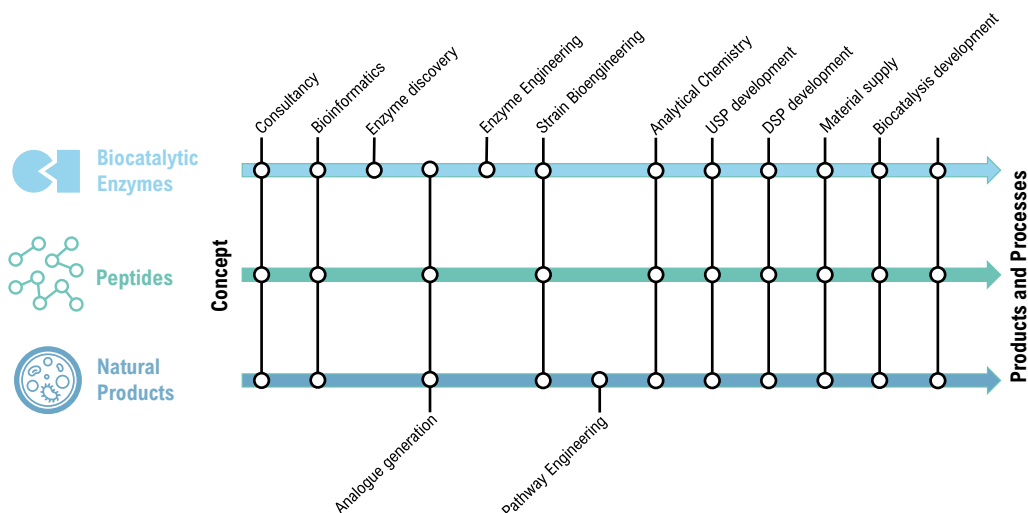 Consultancy
Bioinformatics
Enzyme discovery
Enzyme Engineering
Strain Bioengineering
Analytical Chemistry
USP development
DSP development
Material supply
Biocatalysis development
Biocatalytic
Enzymes
Peptides
Natural
Products
Concept
Products and Processes
Analogue generation
Pathway Engineering